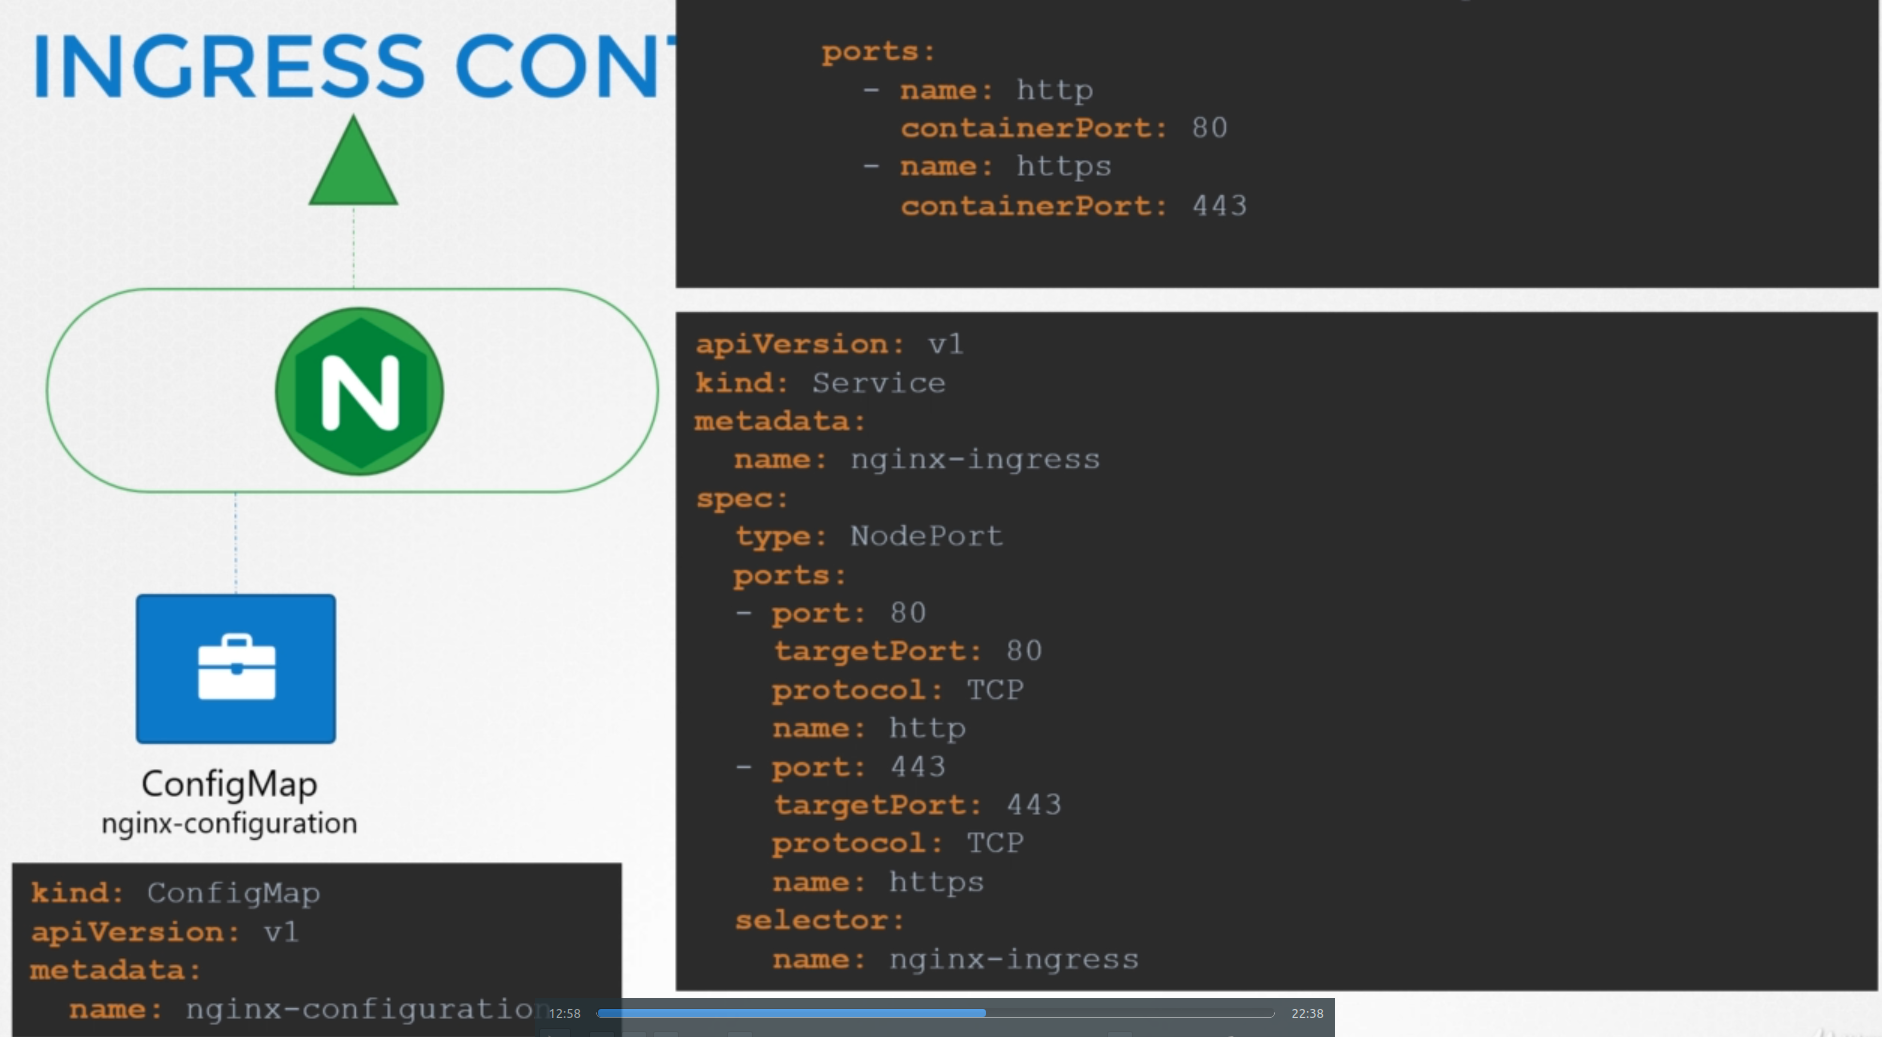 INGRESS CONT
ports:
- name: http
containerPort: 80
- name: https
containerPort: 443
N
ConfigMap
nginx-configuration
kind: ConfigMap
apiVersion: v1
metadata:
name: nginx-configuration
apiVersion: v1
kind: Service
metadata:
name: nginx-ingress
spec:
type: NodePort
ports:
- port: 80
targetPort: 80
protocol: TCP
name: http
- port: 443
targetPort: 443
protocol: TCP
name: https
selector:
name: nginx-ingress
12:58
22:38